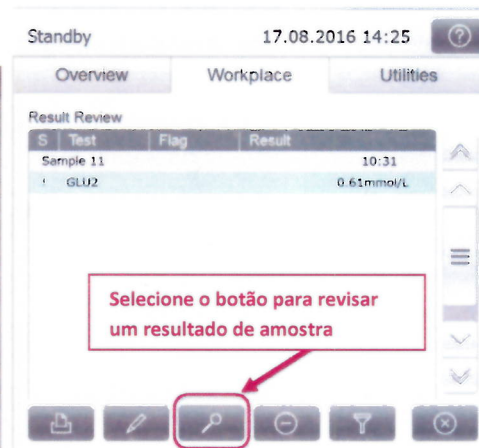 Standby 17.08.2016 14:25 ?
Overview Workplace Utilities
Result Review
S Test Flag Result
Sample 11 10:31
! GLU2 0.61mmol/L
Selecione o botão para revisar
um resultado de amostra